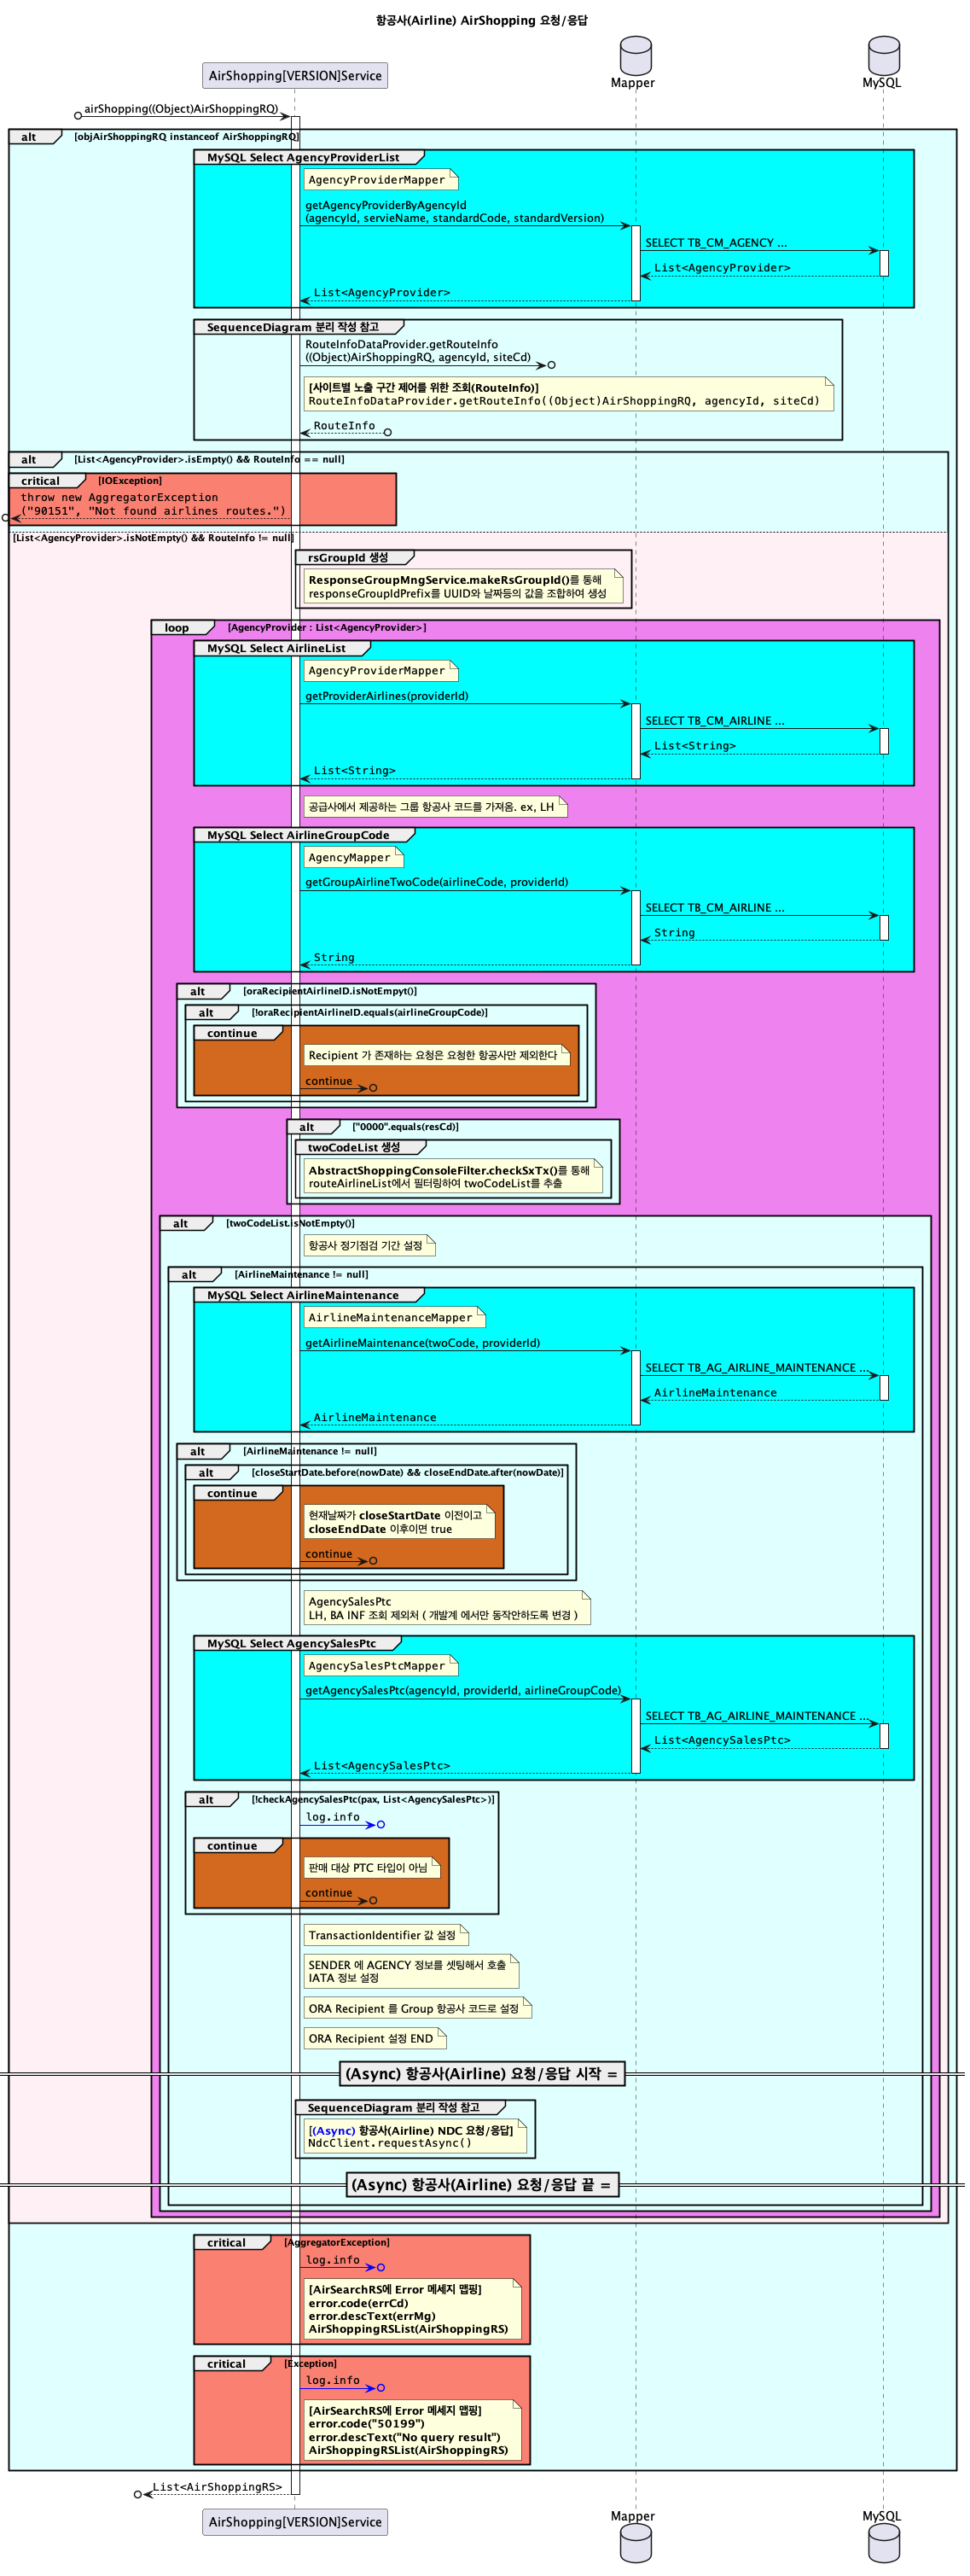 항공사(Airline) AirShopping 요청/응답
AirShopping[VERSION]Service
Mapper
MySQL
airShopping((Object)AirShoppingRQ)
alt
[objAirShoppingRQ instanceof AirShoppingRQ]
MySQL Select AgencyProviderList
AgencyProviderMapper
getAgencyProviderByAgencyId
(agencyId, servieName, standardCode, standardVersion)
SELECT TB_CM_AGENCY ...
List<AgencyProvider>
List<AgencyProvider>
SequenceDiagram 분리 작성 참고
RouteInfoDataProvider.getRouteInfo
((Object)AirShoppingRQ, agencyId, siteCd)
[사이트별 노출 구간 제어를 위한 조회(RouteInfo)]
RouteInfoDataProvider.getRouteInfo((Object)AirShoppingRQ, agencyId, siteCd)
RouteInfo
alt
[List<AgencyProvider>.isEmpty() && RouteInfo == null]
critical
[IOException]
throw new AggregatorException
("90151", "Not found airlines routes.")
[List<AgencyProvider>.isNotEmpty() && RouteInfo != null]
rsGroupId 생성
ResponseGroupMngService.makeRsGroupId()를 통해
responseGroupIdPrefix를 UUID와 날짜등의 값을 조합하여 생성
loop
[AgencyProvider : List<AgencyProvider>]
MySQL Select AirlineList
AgencyProviderMapper
getProviderAirlines(providerId)
SELECT TB_CM_AIRLINE ...
List<String>
List<String>
공급사에서 제공하는 그룹 항공사 코드를 가져옴. ex, LH
MySQL Select AirlineGroupCode
AgencyMapper
getGroupAirlineTwoCode(airlineCode, providerId)
SELECT TB_CM_AIRLINE ...
String
String
alt
[oraRecipientAirlineID.isNotEmpyt()]
alt
[!oraRecipientAirlineID.equals(airlineGroupCode)]
continue
Recipient 가 존재하는 요청은 요청한 항공사만 제외한다
continue
alt
["0000".equals(resCd)]
twoCodeList 생성
AbstractShoppingConsoleFilter.checkSxTx()를 통해
routeAirlineList에서 필터링하여 twoCodeList를 추출
alt
[twoCodeList.isNotEmpty()]
항공사 정기점검 기간 설정
alt
[AirlineMaintenance != null]
MySQL Select AirlineMaintenance
AirlineMaintenanceMapper
getAirlineMaintenance(twoCode, providerId)
SELECT TB_AG_AIRLINE_MAINTENANCE ...
AirlineMaintenance
AirlineMaintenance
alt
[AirlineMaintenance != null]
alt
[closeStartDate.before(nowDate) && closeEndDate.after(nowDate)]
continue
현재날짜가 closeStartDate 이전이고
closeEndDate 이후이면 true
continue
AgencySalesPtc
LH, BA INF 조회 제외처 ( 개발계 에서만 동작안하도록 변경 )
MySQL Select AgencySalesPtc
AgencySalesPtcMapper
getAgencySalesPtc(agencyId, providerId, airlineGroupCode)
SELECT TB_AG_AIRLINE_MAINTENANCE ...
List<AgencySalesPtc>
List<AgencySalesPtc>
alt
[!checkAgencySalesPtc(pax, List<AgencySalesPtc>)]
log.info
continue
판매 대상 PTC 타입이 아님
continue
TransactionIdentifier 값 설정
SENDER 에 AGENCY 정보를 셋팅해서 호출
IATA 정보 설정
ORA Recipient 를 Group 항공사 코드로 설정
ORA Recipient 설정 END
(Async) 항공사(Airline) 요청/응답 시작 =
SequenceDiagram 분리 작성 참고
[(Async) 항공사(Airline) NDC 요청/응답]
NdcClient.requestAsync()
(Async) 항공사(Airline) 요청/응답 끝 =
critical
[AggregatorException]
log.info
[AirSearchRS에 Error 메세지 맵핑]
error.code(errCd)
error.descText(errMg)
AirShoppingRSList(AirShoppingRS)
critical
[Exception]
log.info
[AirSearchRS에 Error 메세지 맵핑]
error.code("50199")
error.descText("No query result")
AirShoppingRSList(AirShoppingRS)
List<AirShoppingRS>
AirShopping[VERSION]Service
Mapper
MySQL